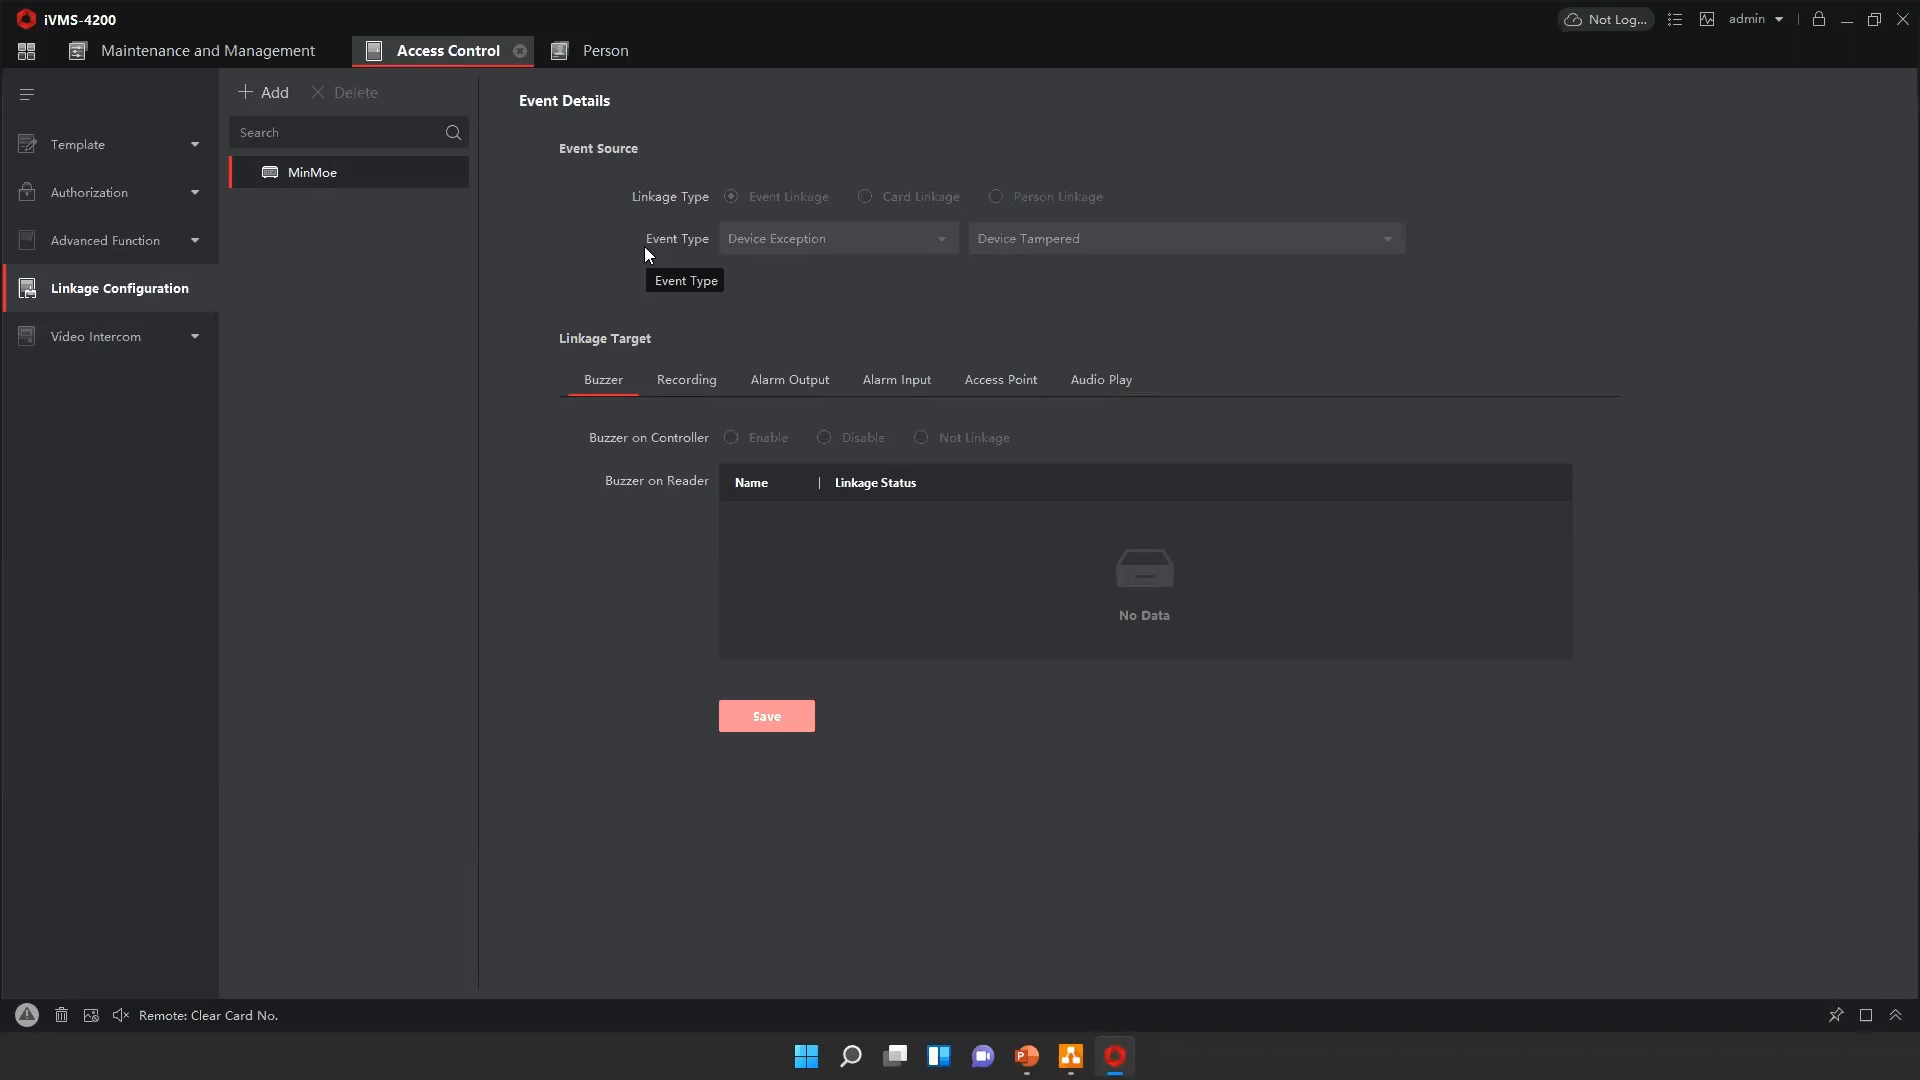 iVMS-4200
Not Log...
admin
Maintenance and Management
Access Control
Person
Add
Delete
Search
MinMoe
Template
Authorization
Advanced Function
Linkage Configuration
Video Intercom
Event Details
Event Source
Linkage Type
Event Linkage
Card Linkage
Person Linkage
Event Type
Device Exception
Device Tampered
Event Type
Linkage Target
Buzzer
Recording
Alarm Output
Alarm Input
Access Point
Audio Play
Buzzer on Controller
Enable
Disable
Not Linkage
Buzzer on Reader
Name | Linkage Status
No Data
Save
Remote: Clear Card No.